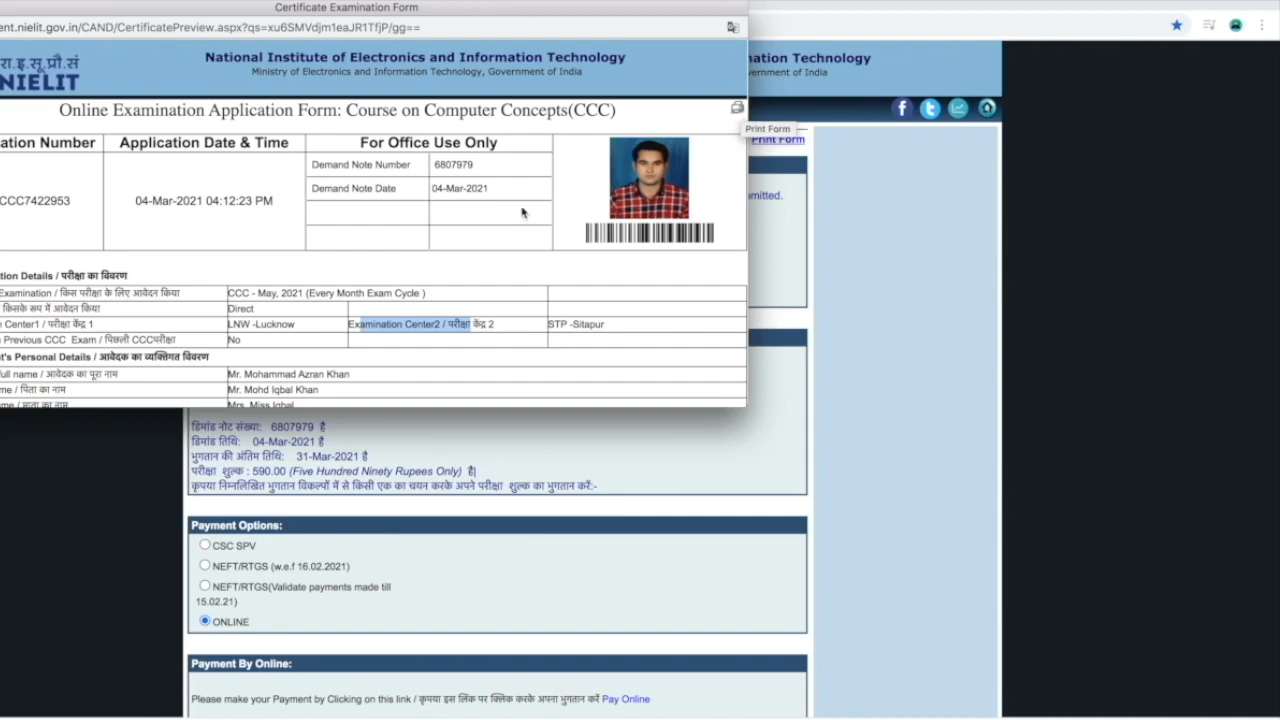 Certificate Examination Form
ent.nielit.gov.in/CAND/CertificatePreview.aspx?qs=xu6SMVdjm1eaJR1TfjP/gg==
रा.इ.सू.प्रौ.सं
NIELIT
National Institute of Electronics and Information Technology
Ministry of Electronics and Information Technology, Government of India
mation Technology
vernment of India
Online Examination Application Form: Course on Computer Concepts(CCC)
Print Form
Print Form
ation Number Application Date & Time For Office Use Only
Demand Note Number 6807979
Demand Note Date 04-Mar-2021
CCC7422953 04-Mar-2021 04:12:23 PM
mitted.
tion Details / परीक्षा का विवरण
Examination / किस परीक्षा के लिए आवेदन किया CCC - May, 2021 (Every Month Exam Cycle )
किसके रूप में आवेदन किया Direct
n Center1 / परीक्षा केंद्र 1 LNW -Lucknow Examination Center2 / परीक्षा केंद्र 2 STP -Sitapur
Previous CCC Exam / पिछली CCCपरीक्षा No
t's Personal Details / आवेदक का व्यक्तिगत विवरण
ull name / आवेदक का पूरा नाम Mr. Mohammad Azran Khan
me / पिता का नाम Mr. Mohd Iqbal Khan
ame / माता का नाम Mrs. Miss Iqbal
डिमांड नोट संख्या: 6807979 है
डिमांड तिथि: 04-Mar-2021 है
भुगतान की अंतिम तिथि: 31-Mar-2021 है
परीक्षा शुल्क : 590.00 (Five Hundred Ninety Rupees Only) है|
कृपया निम्नलिखित भुगतान विकल्पों में से किसी एक का चयन करके अपने परीक्षा शुल्क का भुगतान करें:-
Payment Options:
CSC SPV
NEFT/RTGS (w.e.f 16.02.2021)
NEFT/RTGS(Validate payments made till
15.02.21)
ONLINE
Payment By Online:
Please make your Payment by Clicking on this link / कृपया इस लिंक पर क्लिक करके अपना भुगतान करें Pay Online